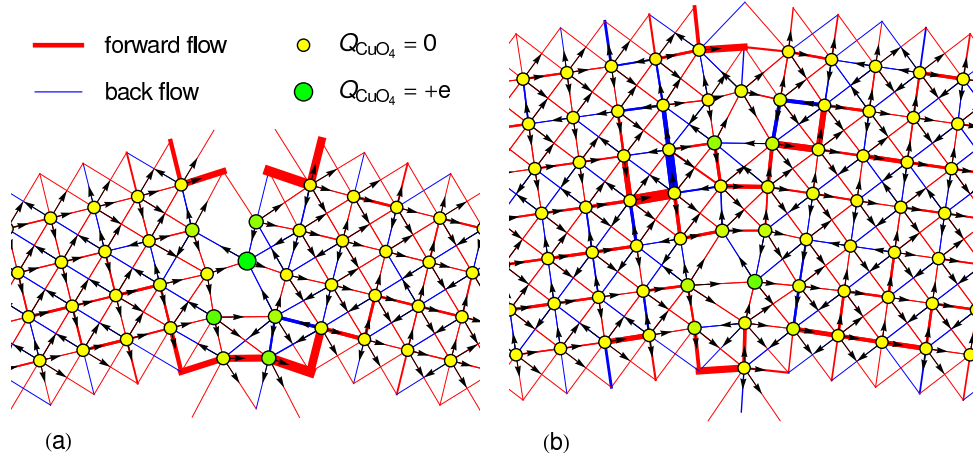 forward flow
Q_CuO₄ = 0
back flow
Q_CuO₄ = +e
(a)
(b)